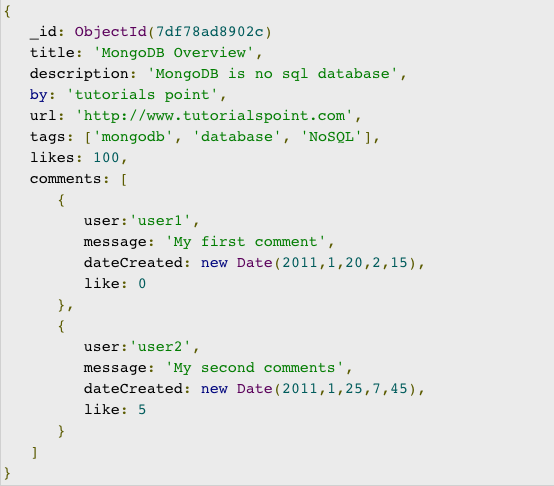 {
   _id: ObjectId(7df78ad8902c)
   title: 'MongoDB Overview',
   description: 'MongoDB is no sql database',
   by: 'tutorials point',
   url: 'http://www.tutorialspoint.com',
   tags: ['mongodb', 'database', 'NoSQL'],
   likes: 100,
   comments: [
      {
         user:'user1',
         message: 'My first comment',
         dateCreated: new Date(2011,1,20,2,15),
         like: 0
      },
      {
         user:'user2',
         message: 'My second comments',
         dateCreated: new Date(2011,1,25,7,45),
         like: 5
      }
   ]
}